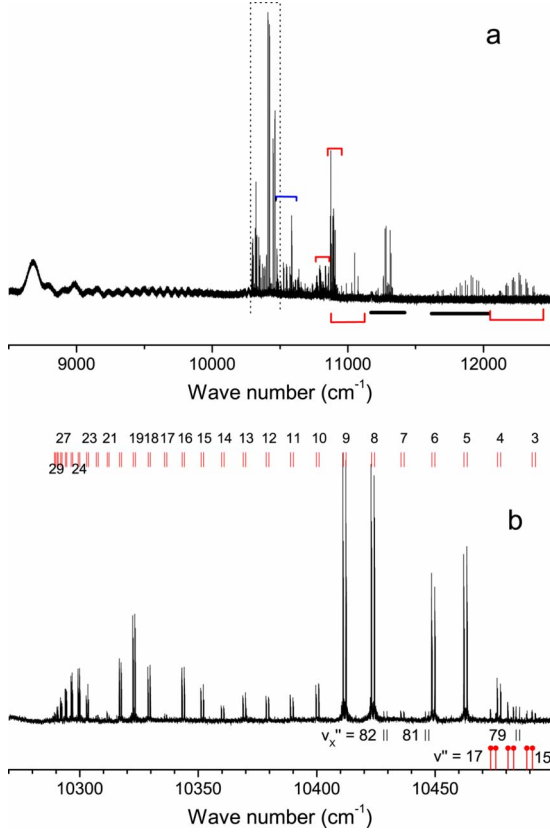 a
9000 10000 11000 12000
Wave number (cm⁻¹)
27 23 21 19 18 17 16 15 14 13 12 11 10 9 8 7 6 5 4 3
29 24
b
vₓ" = 82 || 81 || 79 ||
v" = 17 15
10300 10350 10400 10450
Wave number (cm⁻¹)